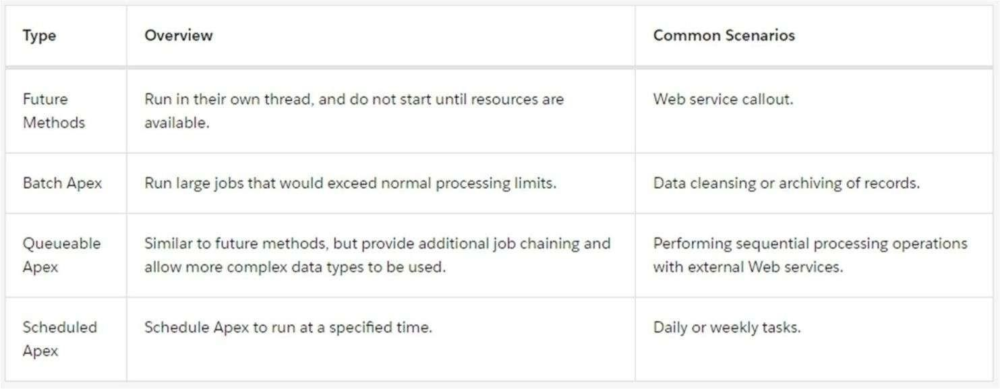 Type Overview Common Scenarios
Future Run in their own thread, and do not start until resources are Web service callout.
Methods available.
Batch Apex Run large jobs that would exceed normal processing limits. Data cleansing or archiving of records.
Queueable Similar to future methods, but provide additional job chaining and Performing sequential processing operations
Apex allow more complex data types to be used. with external Web services.
Scheduled Schedule Apex to run at a specified time. Daily or weekly tasks.
Apex